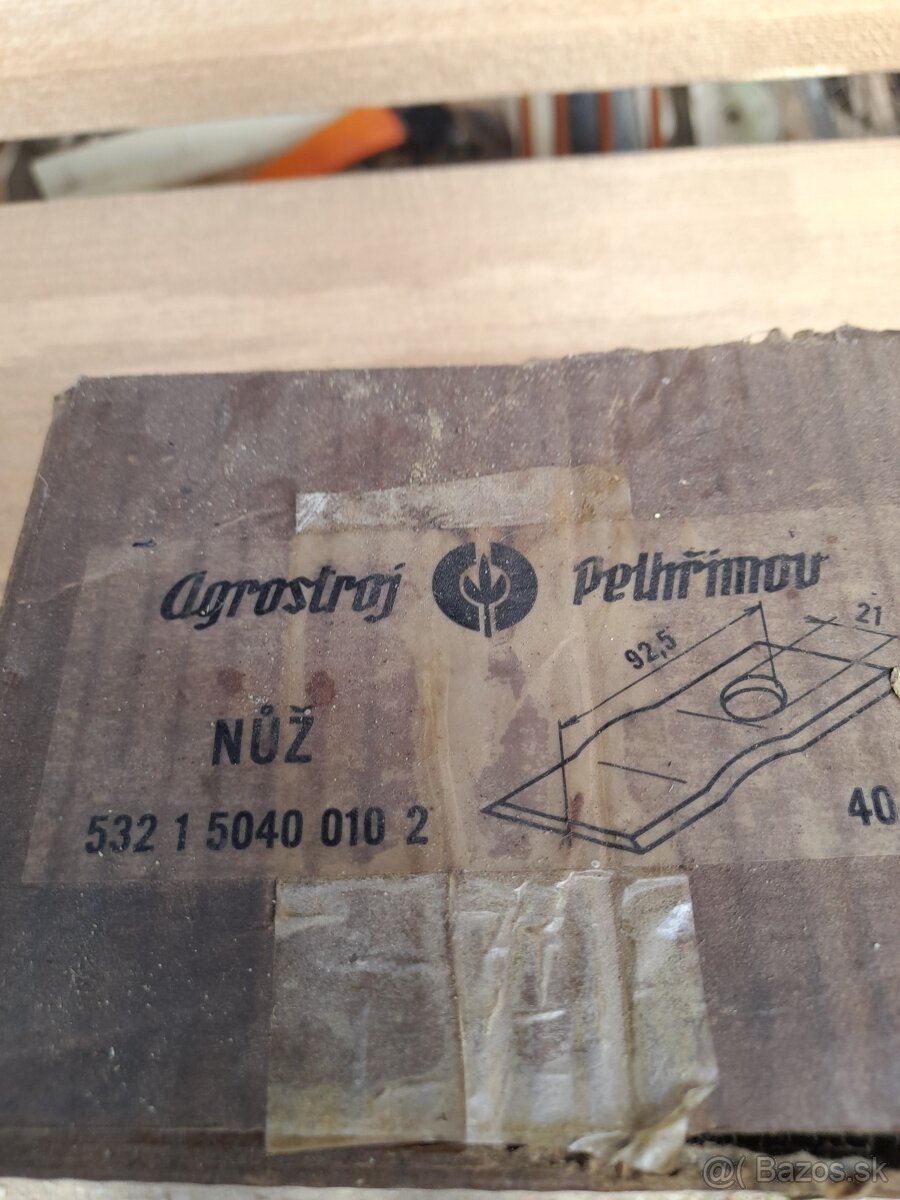 Agrostroj Pelhřimov
92,5
21
NŮŽ
532 1 5040 010 2
40
@( Bazos.sk